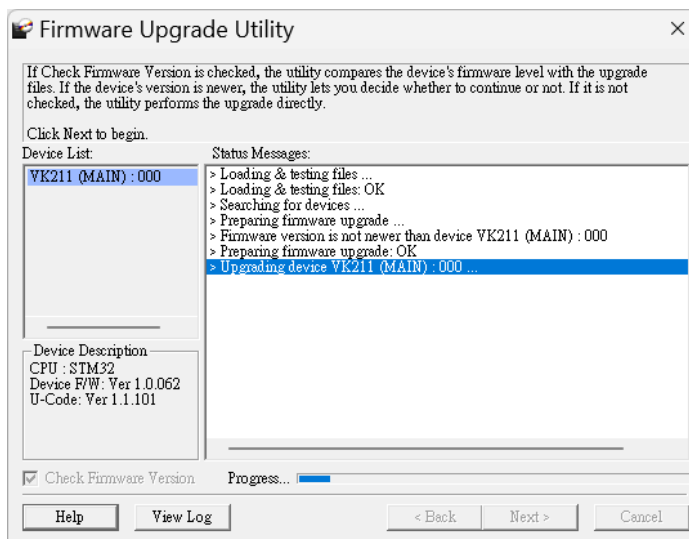 Firmware Upgrade Utility
If Check Firmware Version is checked, the utility compares the device's firmware level with the upgrade
files. If the device's version is newer, the utility lets you decide whether to continue or not. If it is not
checked, the utility performs the upgrade directly.
Click Next to begin.
Device List:
VK211 (MAIN) : 000
Status Messages:
> Loading & testing files ...
> Loading & testing files: OK
> Searching for devices ...
> Preparing firmware upgrade ...
> Firmware version is not newer than device VK211 (MAIN) : 000
> Preparing firmware upgrade: OK
> Upgrading device VK211 (MAIN) : 000 ...
Device Description
CPU : STM32
Device F/W: Ver 1.0.062
U-Code: Ver 1.1.101
Check Firmware Version
Progress...
Help
View Log
< Back
Next >
Cancel